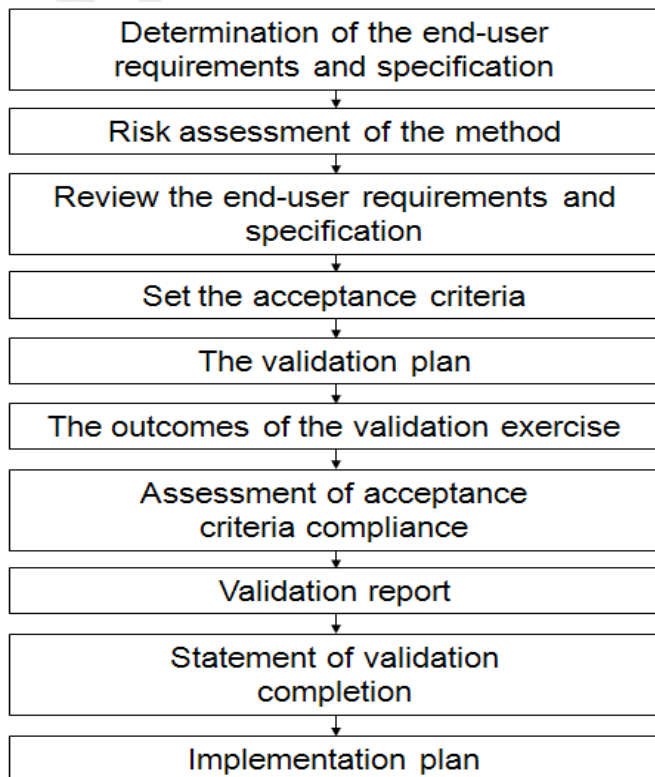 Determination of the end-user
requirements and specification
Risk assessment of the method
Review the end-user requirements and
specification
Set the acceptance criteria
The validation plan
The outcomes of the validation exercise
Assessment of acceptance
criteria compliance
Validation report
Statement of validation
completion
Implementation plan